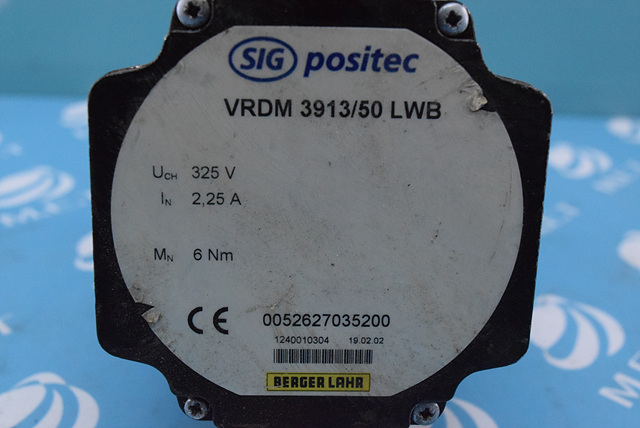 SIG positec
VRDM 3913/50 LWB
UCH 325 V
IN 2,25 A
MN 6 Nm
CE 0052627035200
1240010304 19.02.02
BERGER LAHR